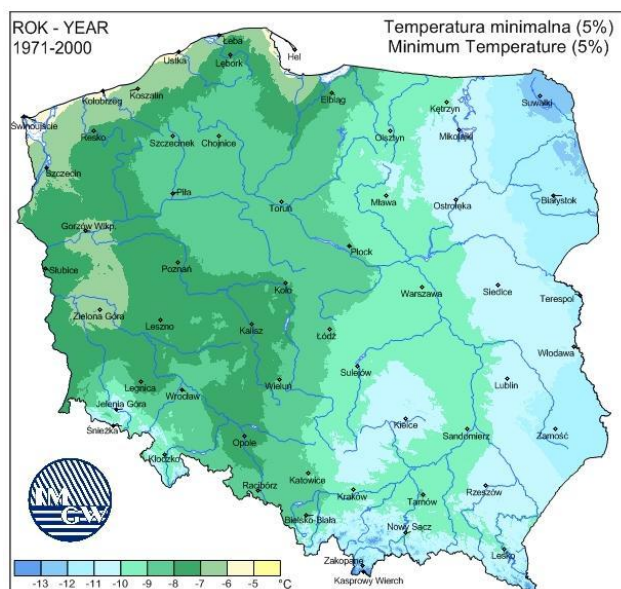 ROK - YEAR
1971-2000
Temperatura minimalna (5%)
Minimum Temperature (5%)
Łeba
Hel
Ustka
Lębork
Koszalin
Kołobrzeg
Elbląg
Kętrzyn
Suwałki
Świnoujście
Resko
Szczecinek
Chojnice
Olsztyn
Mikołajki
Szczecin
Piła
Toruń
Mława
Ostrołęka
Białystok
Gorzów Wlkp.
Płock
Słubice
Poznań
Koło
Warszawa
Siedlce
Terespol
Zielona Góra
Leszno
Kalisz
Łódź
Włodawa
Sulejów
Legnica
Wrocław
Wieluń
Lublin
Jelenia Góra
Śnieżka
Kielce
Sandomierz
Zamość
Opole
Kłodzko
Katowice
Racibórz
Kraków
Tarnów
Rzeszów
Bielsko-Biała
Nowy Sącz
Lesko
Zakopane
Kasprowy Wierch
IM
GW
-13 -12 -11 -10 -9 -8 -7 -6 -5 °C